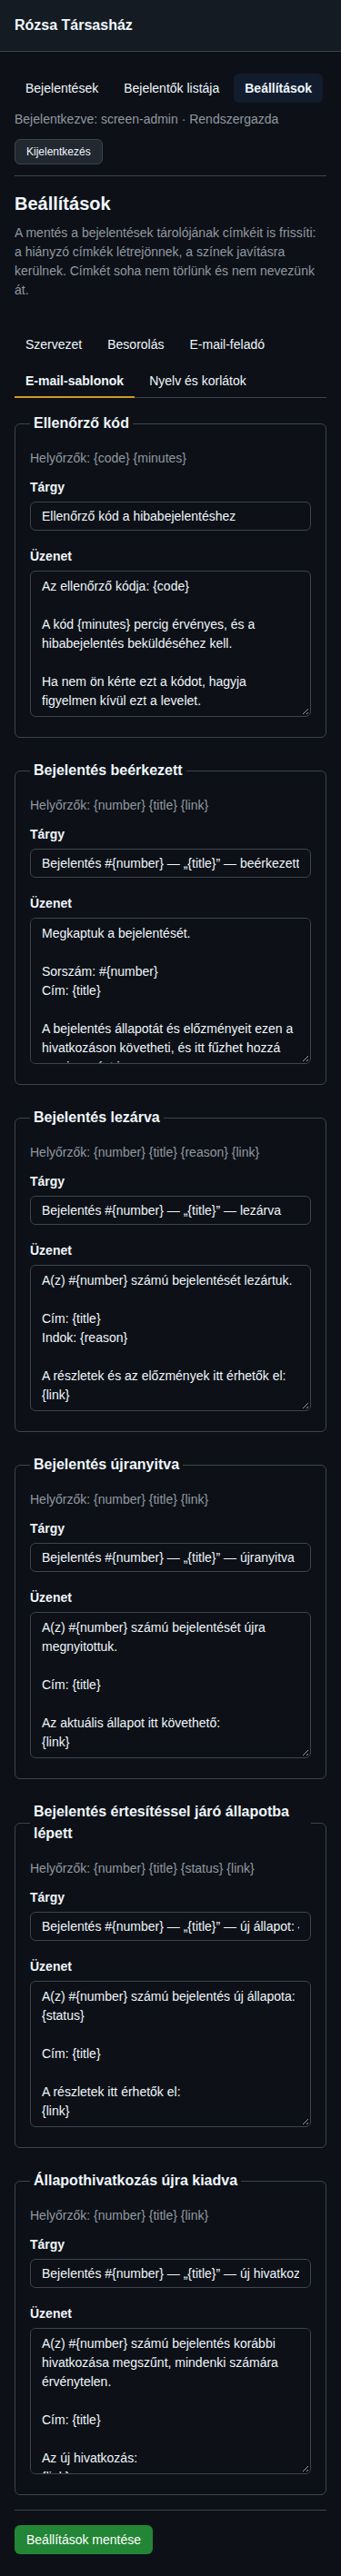 Rózsa Társasház
Bejelentések Bejelentők listája Beállítások
Bejelentkezve: screen-admin · Rendszergazda
Kijelentkezés
Beállítások
A mentés a bejelentések tárolójának címkéit is frissíti:
a hiányzó címkék létrejönnek, a színek javításra
kerülnek. Címkét soha nem törlünk és nem nevezünk
át.
Szervezet Besorolás E-mail-feladó
E-mail-sablonok Nyelv és korlátok
Ellenőrző kód
Helyőrzők: {code} {minutes}
Tárgy
Ellenőrző kód a hibabejelentéshez
Üzenet
Az ellenőrző kódja: {code}
A kód {minutes} percig érvényes, és a
hibabejelentés beküldéséhez kell.
Ha nem ön kérte ezt a kódot, hagyja
figyelmen kívül ezt a levelet.
Bejelentés beérkezett
Helyőrzők: {number} {title} {link}
Tárgy
Bejelentés #{number} — „{title}” — beérkezett
Üzenet
Megkaptuk a bejelentését.
Sorszám: #{number}
Cím: {title}
A bejelentés állapotát és előzményeit ezen a
hivatkozáson követheti, és itt fűzhet hozzá
Bejelentés lezárva
Helyőrzők: {number} {title} {reason} {link}
Tárgy
Bejelentés #{number} — „{title}” — lezárva
Üzenet
A(z) #{number} számú bejelentését lezártuk.
Cím: {title}
Indok: {reason}
A részletek és az előzmények itt érhetők el:
{link}
Bejelentés újranyitva
Helyőrzők: {number} {title} {link}
Tárgy
Bejelentés #{number} — „{title}” — újranyitva
Üzenet
A(z) #{number} számú bejelentését újra
megnyitottuk.
Cím: {title}
Az aktuális állapot itt követhető:
{link}
Bejelentés értesítéssel járó állapotba
lépett
Helyőrzők: {number} {title} {status} {link}
Tárgy
Bejelentés #{number} — „{title}” — új állapot:
Üzenet
A(z) #{number} számú bejelentés új állapota:
{status}
Cím: {title}
A részletek itt érhetők el:
{link}
Állapothivatkozás újra kiadva
Helyőrzők: {number} {title} {link}
Tárgy
Bejelentés #{number} — „{title}” — új hivatkoz
Üzenet
A(z) #{number} számú bejelentés korábbi
hivatkozása megszűnt, mindenki számára
érvénytelen.
Cím: {title}
Az új hivatkozás:
Beállítások mentése